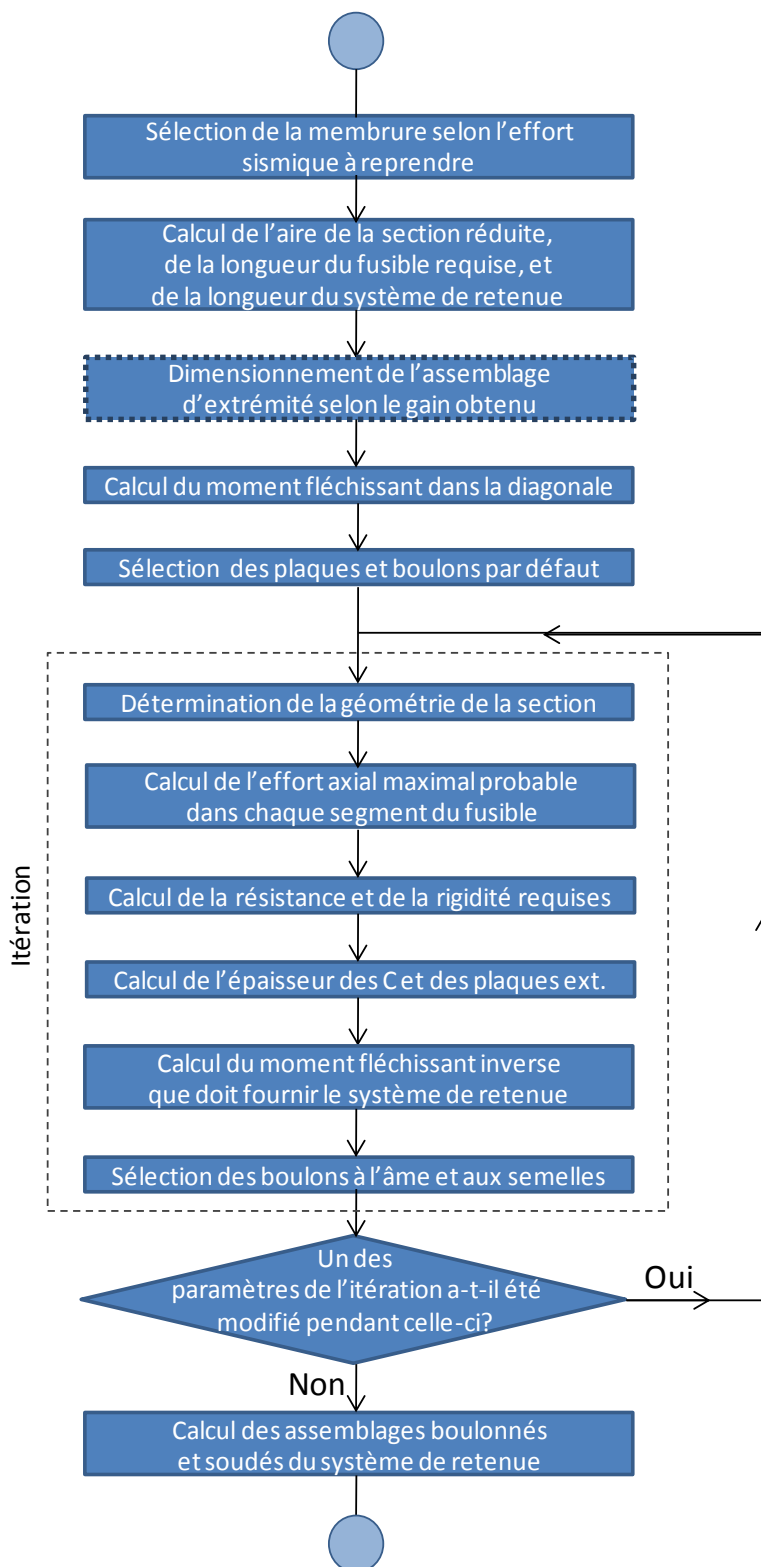 Sélection de la membrure selon l’effort
sismique à reprendre
Calcul de l’aire de la section réduite,
de la longueur du fusible requise, et
de la longueur du système de retenue
Dimensionnement de l’assemblage
d’extrémité selon le gain obtenu
Calcul du moment fléchissant dans la diagonale
Sélection des plaques et boulons par défaut
Itération
Détermination de la géométrie de la section
Calcul de l’effort axial maximal probable
dans chaque segment du fusible
Calcul de la résistance et de la rigidité requises
Calcul de l’épaisseur des C et des plaques ext.
Calcul du moment fléchissant inverse
que doit fournir le système de retenue
Sélection des boulons à l’âme et aux semelles
Un des
paramètres de l’itération a-t-il été
modifié pendant celle-ci?
Oui
Non
Calcul des assemblages boulonnés
et soudés du système de retenue